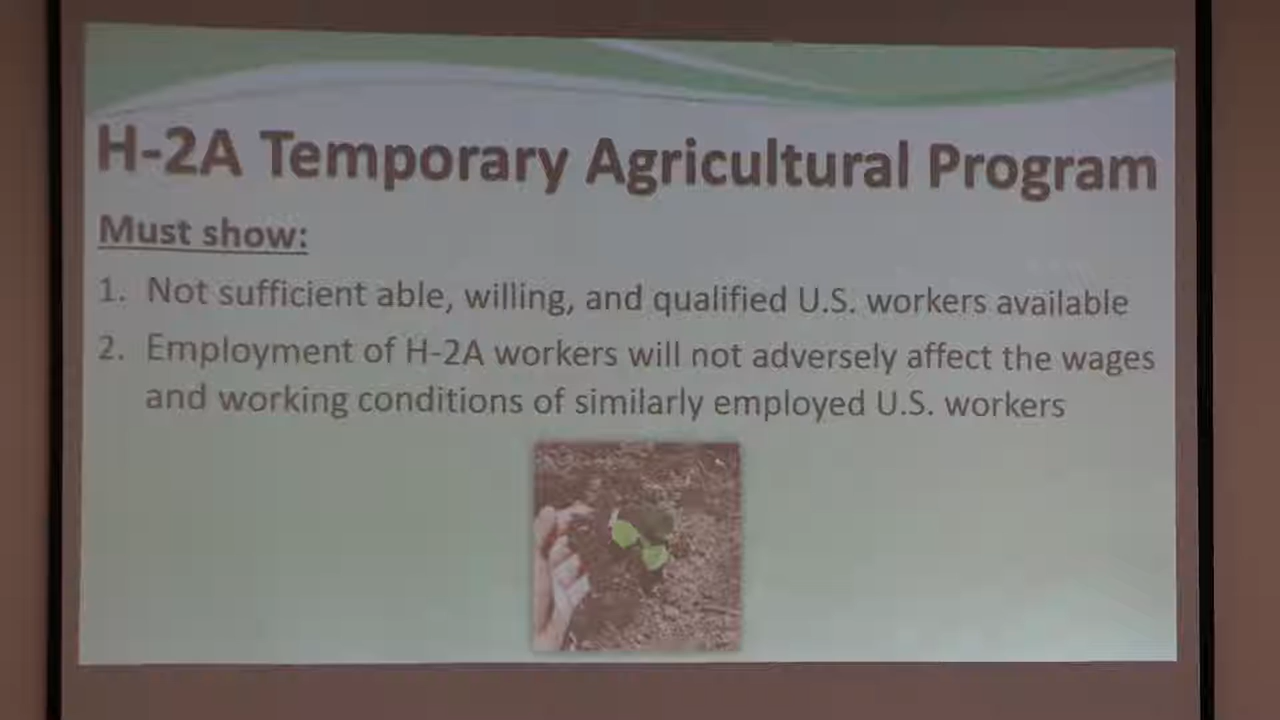 H-2A Temporary Agricultural Program
Must show:
1. Not sufficient able, willing, and qualified U.S. workers available
2. Employment of H-2A workers will not adversely affect the wages
and working conditions of similarly employed U.S. workers